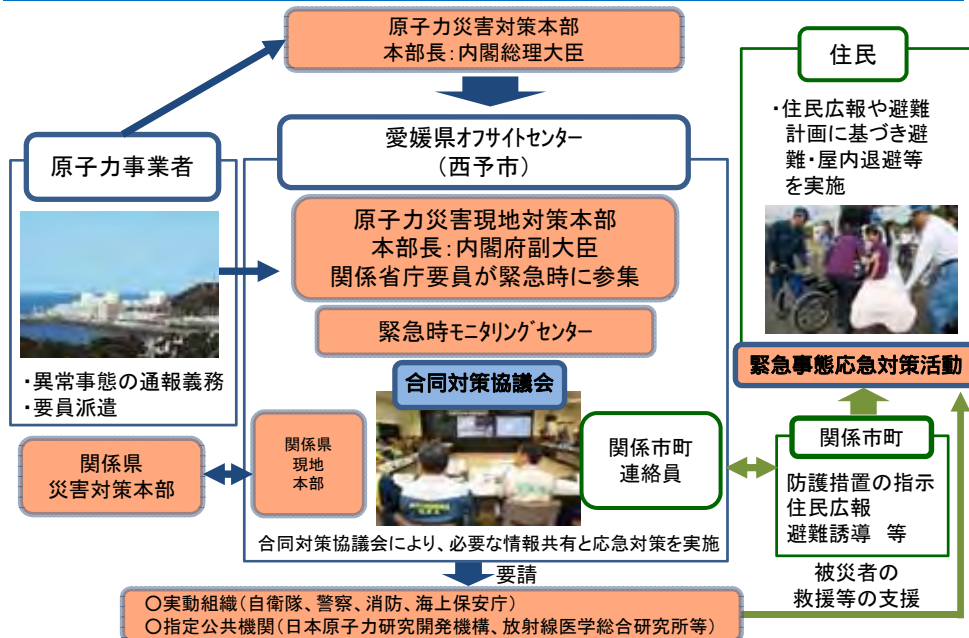 原子力災害対策本部
本部長：内閣総理大臣
住民
・住民広報や避難
計画に基づき避
難・屋内退避等
を実施
原子力事業者
愛媛県オフサイトセンター
（西予市）
原子力災害現地対策本部
本部長：内閣府副大臣
関係省庁要員が緊急時に参集
緊急時モニタリングセンター
・異常事態の通報義務
・要員派遣
合同対策協議会
緊急事態応急対策活動
関係県
災害対策本部
関係県
現地
本部
関係市町
連絡員
関係市町
防護措置の指示
住民広報
避難誘導 等
合同対策協議会により、必要な情報共有と応急対策を実施
要請
被災者の
救援等の支援
○実動組織（自衛隊、警察、消防、海上保安庁）
○指定公共機関（日本原子力研究開発機構、放射線医学総合研究所等）